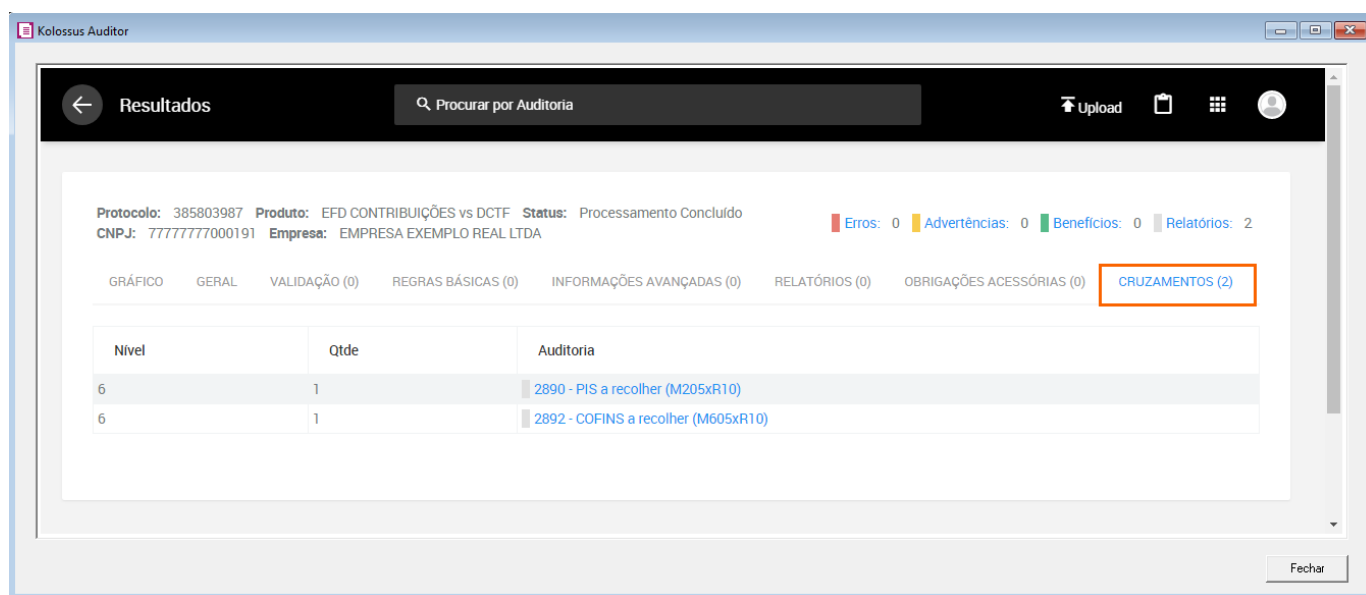 Kolossus Auditor
Resultados Procurar por Auditoria Upload
Protocolo: 385803987 Produto: EFD CONTRIBUIÇÕES vs DCTF Status: Processamento Concluído
CNPJ: 77777777000191 Empresa: EMPRESA EXEMPLO REAL LTDA
Erros: 0 Advertências: 0 Benefícios: 0 Relatórios: 2
GRÁFICO GERAL VALIDAÇÃO (0) REGRAS BÁSICAS (0) INFORMAÇÕES AVANÇADAS (0) RELATÓRIOS (0) OBRIGAÇÕES ACESSÓRIAS (0) CRUZAMENTOS (2)
Nível Qtde Auditoria
6 1 2890 - PIS a recolher (M205xR10)
6 1 2892 - COFINS a recolher (M605xR10)
Fechar